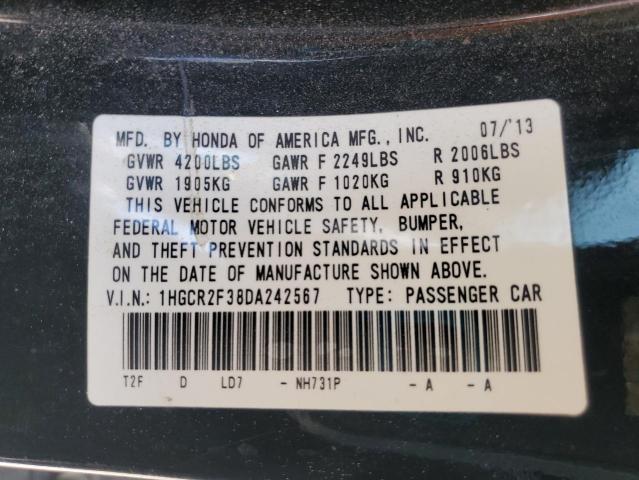 MFD. BY HONDA OF AMERICA MFG., INC. 07/'13
GVWR 4200LBS GAWR F 2249LBS R 2006LBS
GVWR 1905KG GAWR F 1020KG R 910KG
THIS VEHICLE CONFORMS TO ALL APPLICABLE
FEDERAL MOTOR VEHICLE SAFETY, BUMPER,
AND THEFT PREVENTION STANDARDS IN EFFECT
ON THE DATE OF MANUFACTURE SHOWN ABOVE.
V.I.N.: 1HGCR2F38DA242567 TYPE: PASSENGER CAR
T2F D LD7 - NH731P - A - A